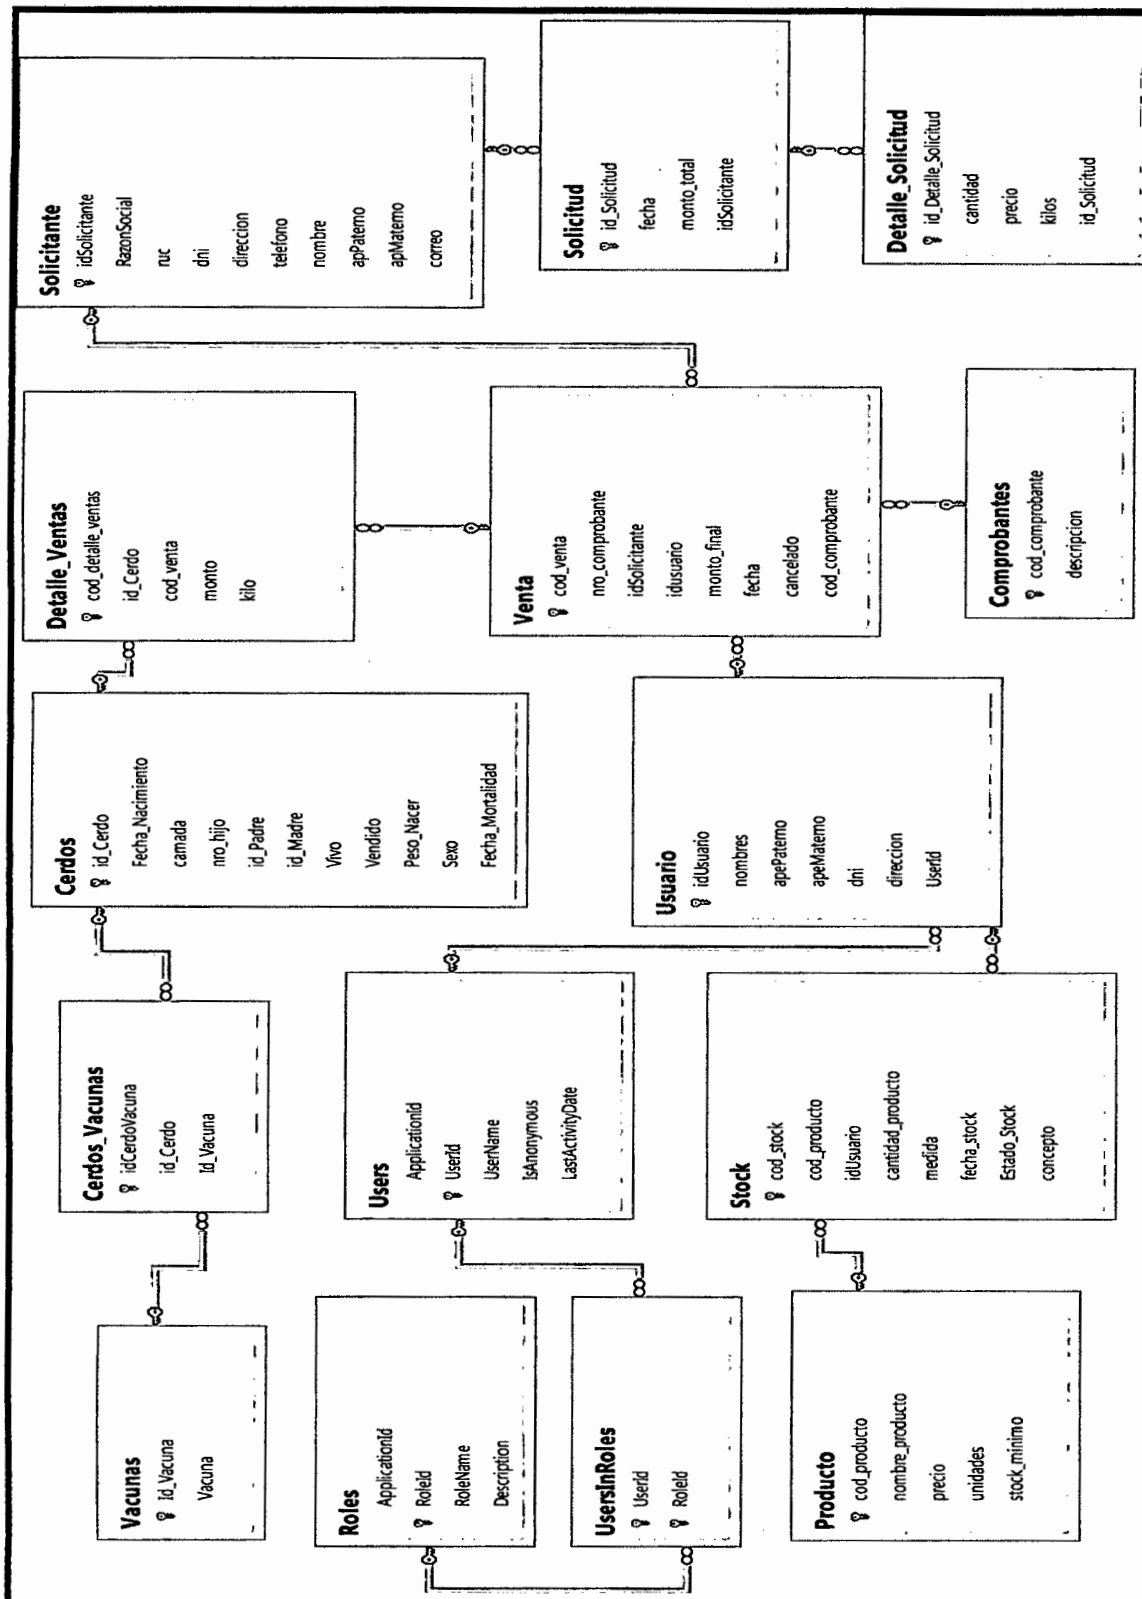 Vacunas
Id_Vacuna
Vacuna
Cerdos_Vacunas
idCerdoVacuna
id_Cerdo
Id_Vacuna
Cerdos
id_Cerdo
Fecha_Nacimiento
camada
nro_hijo
id_Padre
id_Madre
Vivo
Vendido
Peso_Nacer
Sexo
Fecha_Mortalidad
Detalle_Ventas
cod_detalle_ventas
id_Cerdo
cod_venta
monto
kilo
Solicitante
idSolicitante
RazonSocial
ruc
dni
direccion
telefono
nombre
apPaterno
apMaterno
correo
Roles
ApplicationId
RoleId
RoleName
Description
Users
ApplicationId
UserId
UserName
IsAnonymous
LastActivityDate
UsersInRoles
UserId
RoleId
Venta
cod_venta
nro_comprobante
idSolicitante
idusuario
monto_final
fecha
cancelado
cod_comprobante
Solicitud
id_Solicitud
fecha
monto_total
idSolicitante
Usuario
idUsuario
nombres
apePaterno
apeMaterno
dni
direccion
UserId
Producto
cod_producto
nombre_producto
precio
unidades
stock_minimo
Stock
cod_stock
cod_producto
idUsuario
cantidad_producto
medida
fecha_stock
Estado_Stock
concepto
Comprobantes
cod_comprobante
descripcion
Detalle_Solicitud
id_Detalle_Solicitud
cantidad
precio
kilos
id_Solicitud